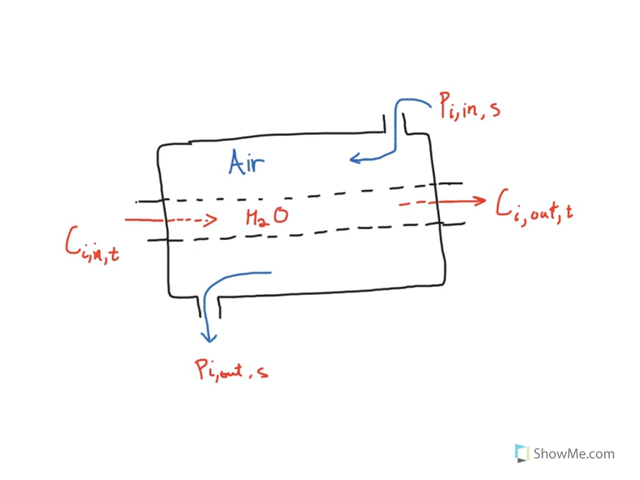 Pi,in,s
Air
H₂O
Ci,out,t
Ci,in,t
Pi,out,s
ShowMe.com